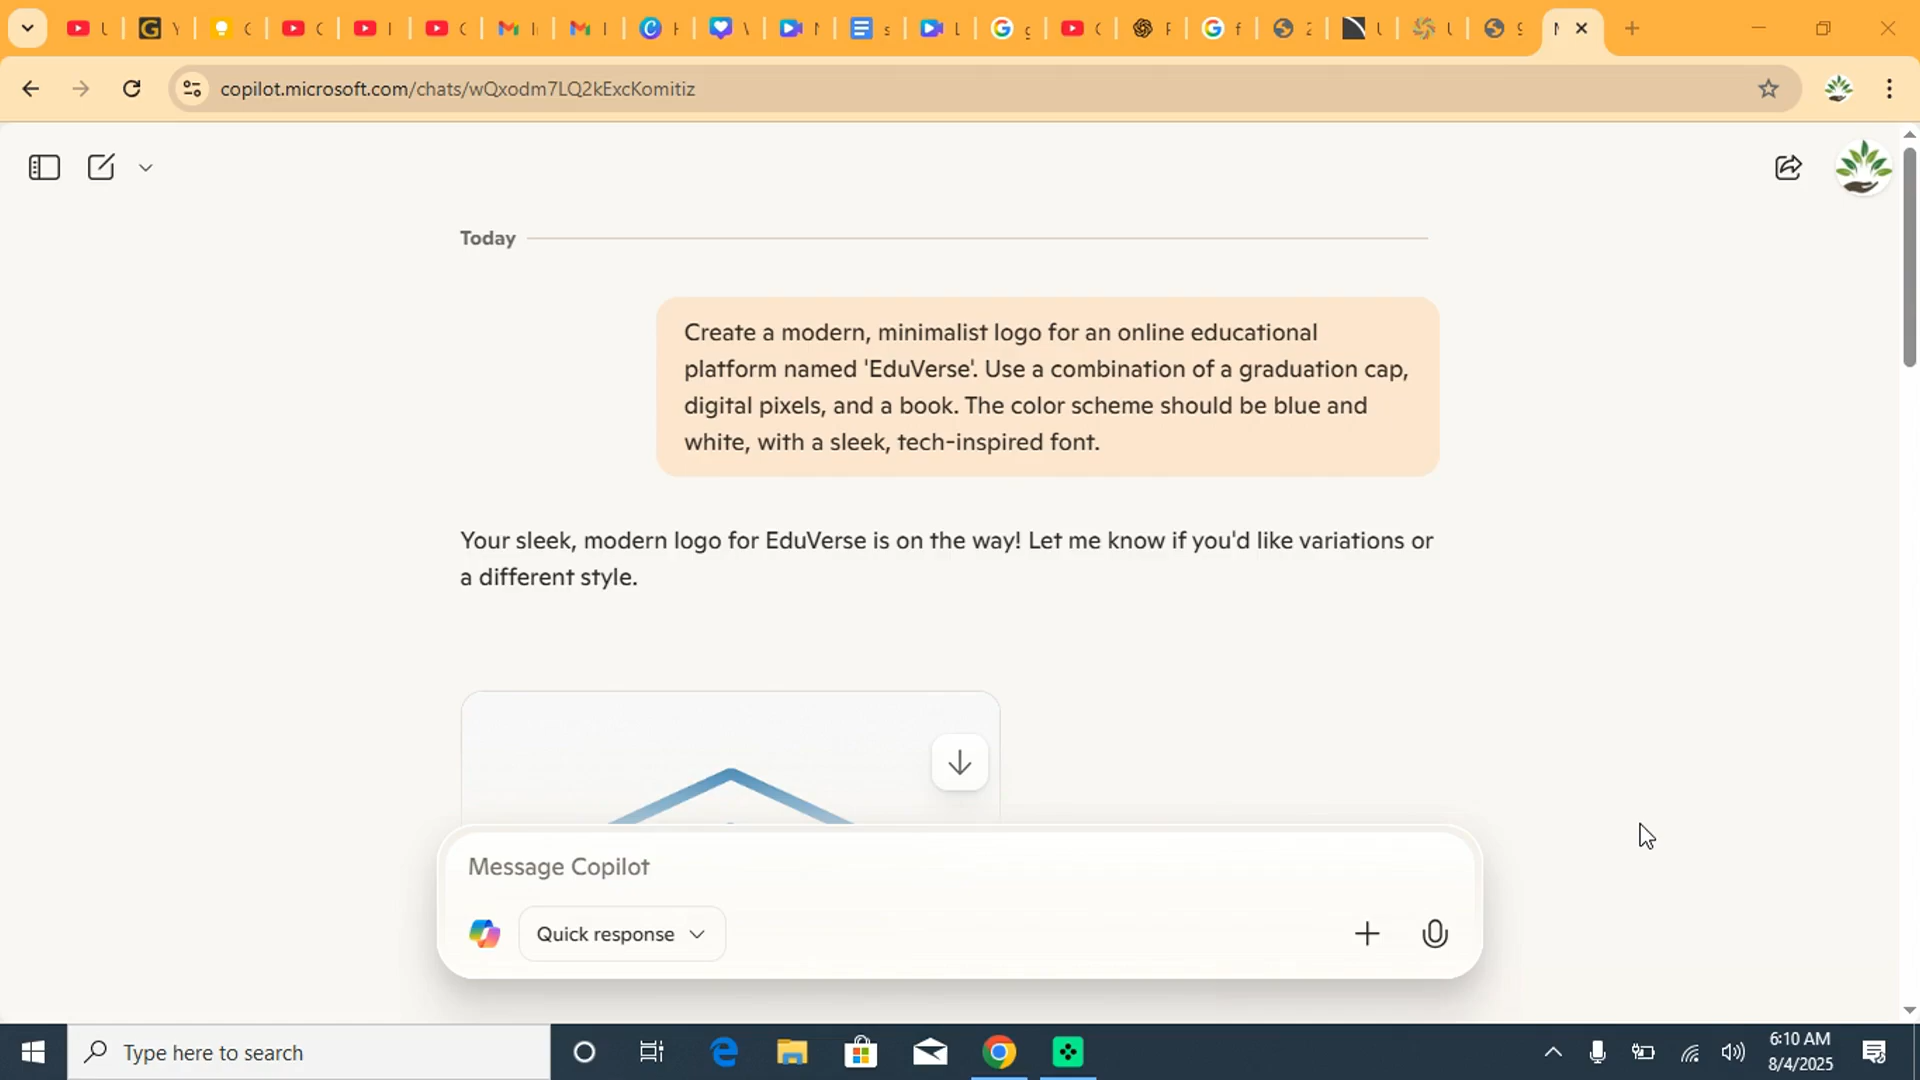 copilot.microsoft.com/chats/wQxodm7LQ2kExcKomitiz
Today
Create a modern, minimalist logo for an online educational
platform named 'EduVerse'. Use a combination of a graduation cap,
digital pixels, and a book. The color scheme should be blue and
white, with a sleek, tech-inspired font.
Your sleek, modern logo for EduVerse is on the way! Let me know if you'd like variations or
a different style.
Message Copilot
Quick response
Type here to search
6:10 AM
8/4/2025